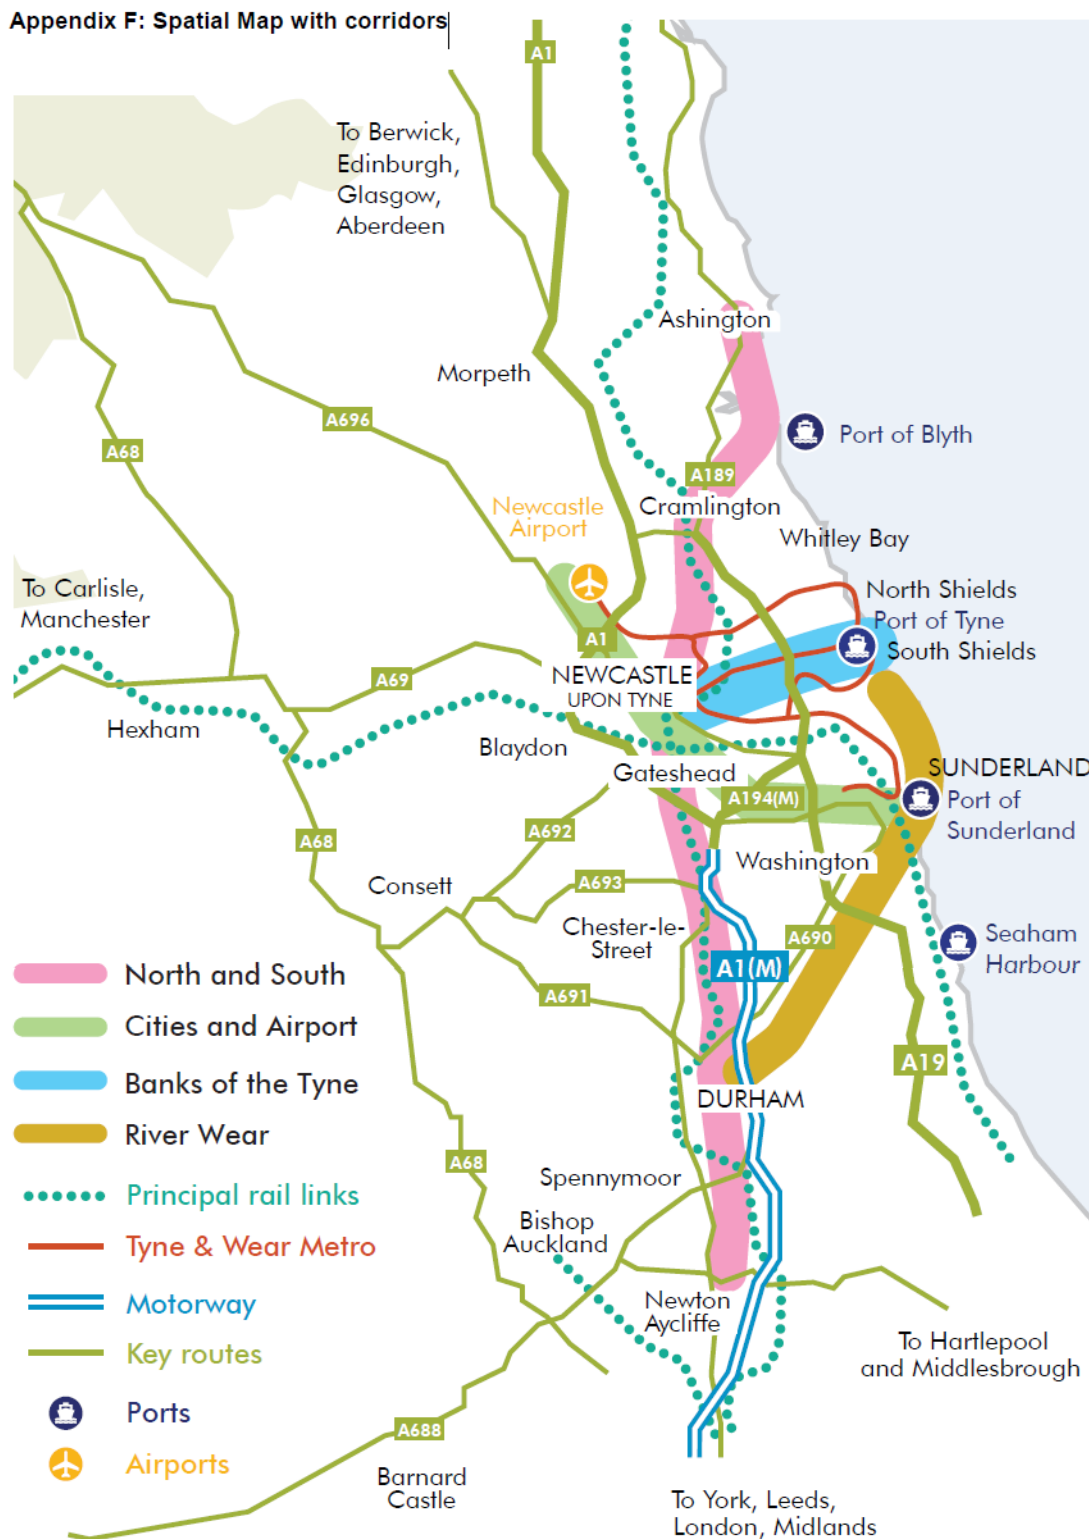 Appendix F: Spatial Map with corridors
A1
To Berwick,
Edinburgh,
Glasgow,
Aberdeen
Ashington
Morpeth
A696
A68
Port of Blyth
A189
Newcastle
Airport
Cramlington
Whitley Bay
To Carlisle,
Manchester
North Shields
Port of Tyne
South Shields
A1
NEWCASTLE
UPON TYNE
A69
Hexham
Blaydon
Gateshead
SUNDERLAND
Port of
Sunderland
A194(M)
A692
A68
Washington
Consett
A693
Chester-le-
Street
A690
Seaham
Harbour
A1(M)
A691
A19
North and South
Cities and Airport
Banks of the Tyne
River Wear
DURHAM
A68
Spennymoor
Bishop
Auckland
Principal rail links
Tyne & Wear Metro
Motorway
Key routes
Ports
Airports
Newton
Aycliffe
To Hartlepool
and Middlesbrough
A688
Barnard
Castle
To York, Leeds,
London, Midlands